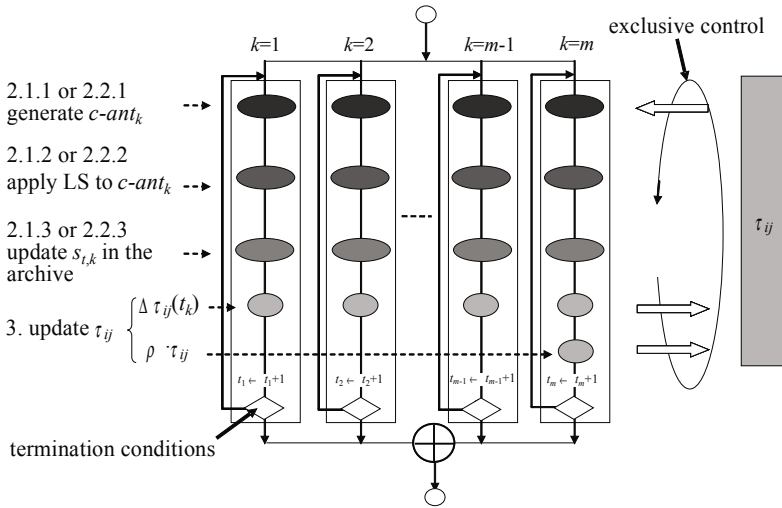 exclusive control
k=1
k=2
k=m-1
k=m
2.1.1 or 2.2.1
generate c-antₖ
2.1.2 or 2.2.2
apply LS to c-antₖ
2.1.3 or 2.2.3
update sₜ,ₖ in the
archive
τᵢⱼ
3. update τᵢⱼ
Δ τᵢⱼ(tₖ)
ρ ·τᵢⱼ
t₁← t₁+1
t₂ ← t₂+1
tₘ₋₁← tₘ₋₁+1
tₘ← tₘ+1
termination conditions